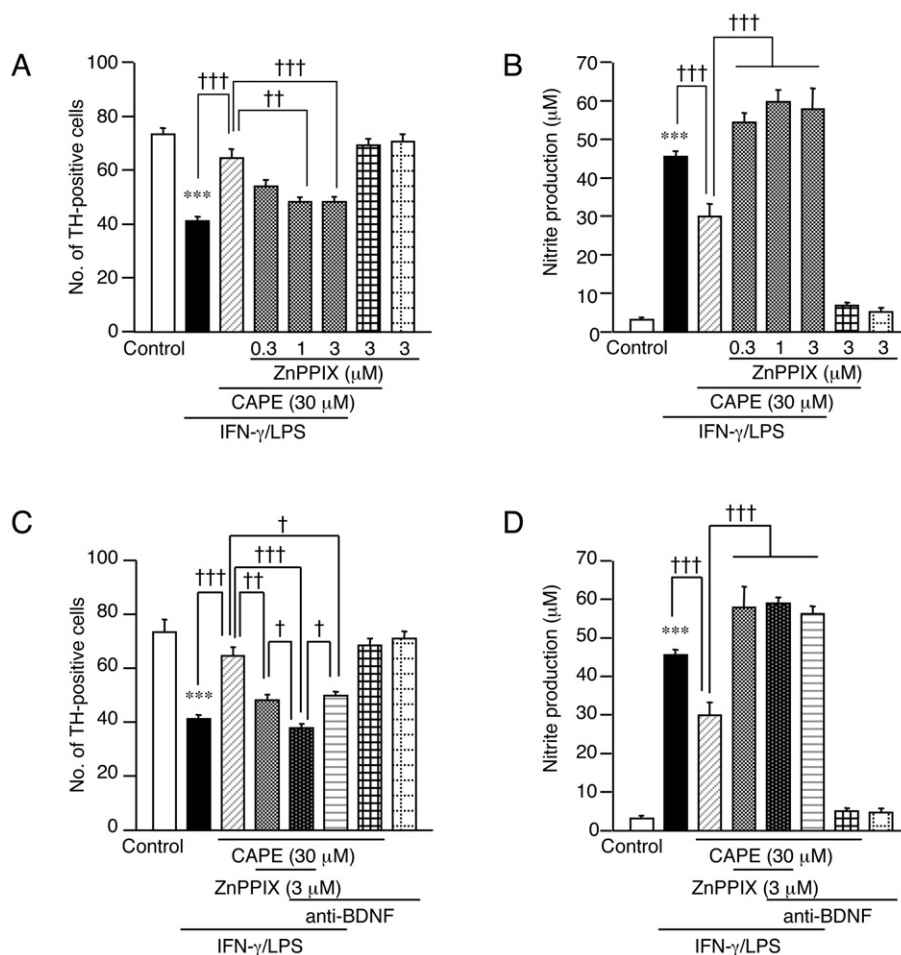 A
No. of TH-positive cells
100
80
60
40
20
0
***
†††
†††
††
Control
0.3 1 3 3 3
ZnPPIX (μM)
CAPE (30 μM)
IFN-γ/LPS
B
Nitrite production (μM)
70
60
50
40
30
20
10
0
***
†††
†††
0.3 1 3 3 3
Control
ZnPPIX (μM)
CAPE (30 μM)
IFN-γ/LPS
C
No. of TH-positive cells
100
80
60
40
20
0
***
†
†††
†††
††
†
†
Control
CAPE (30 μM)
ZnPPIX (3 μM)
anti-BDNF
IFN-γ/LPS
D
Nitrite production (μM)
70
60
50
40
30
20
10
0
***
†††
†††
Control
CAPE (30 μM)
ZnPPIX (3 μM)
anti-BDNF
IFN-γ/LPS